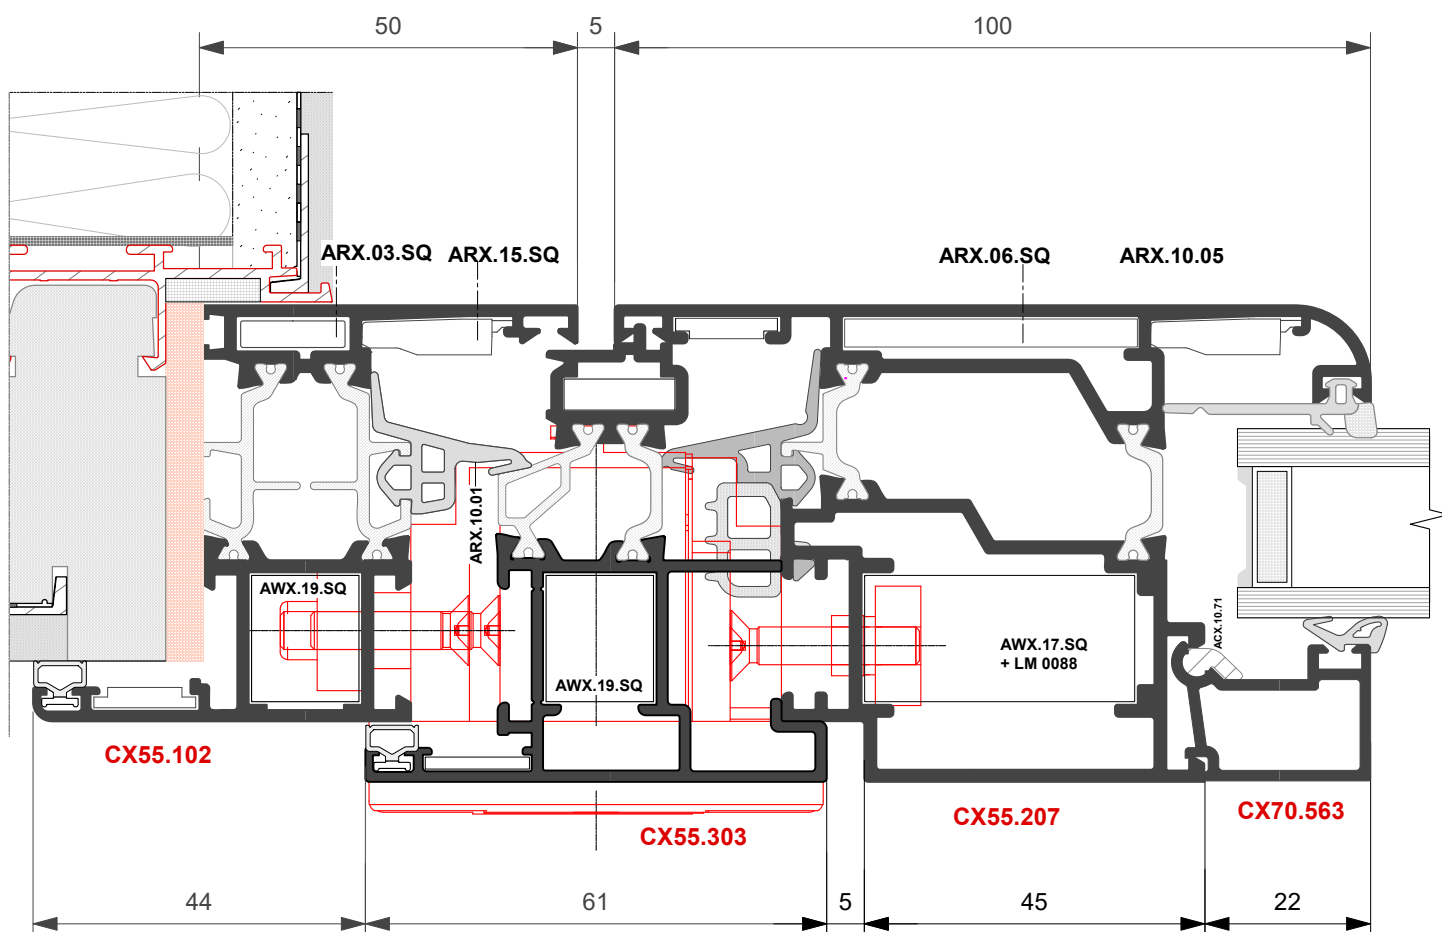 50
5
100
ARX.03.SQ
ARX.15.SQ
ARX.06.SQ
ARX.10.05
ARX.10.01
AWX.19.SQ
AWX.19.SQ
AWX.17.SQ
+ LM 0088
ACX.10.71
CX55.102
CX55.303
CX55.207
CX70.563
44
61
5
45
22